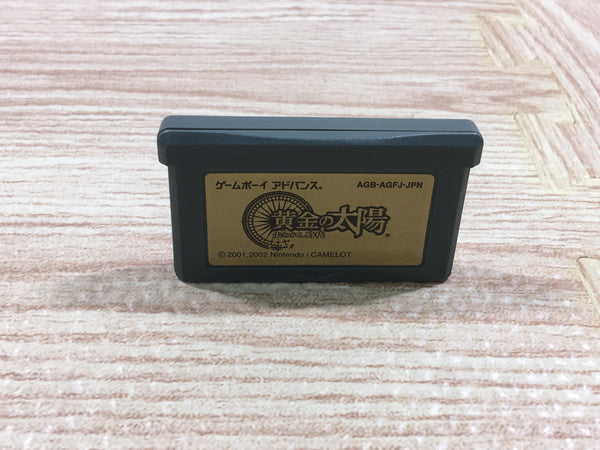 ゲームボーイ アドバンス®
AGB-AGFJ-JPN
黄金の太陽®
© 2001,2002 Nintendo / CAMELOT